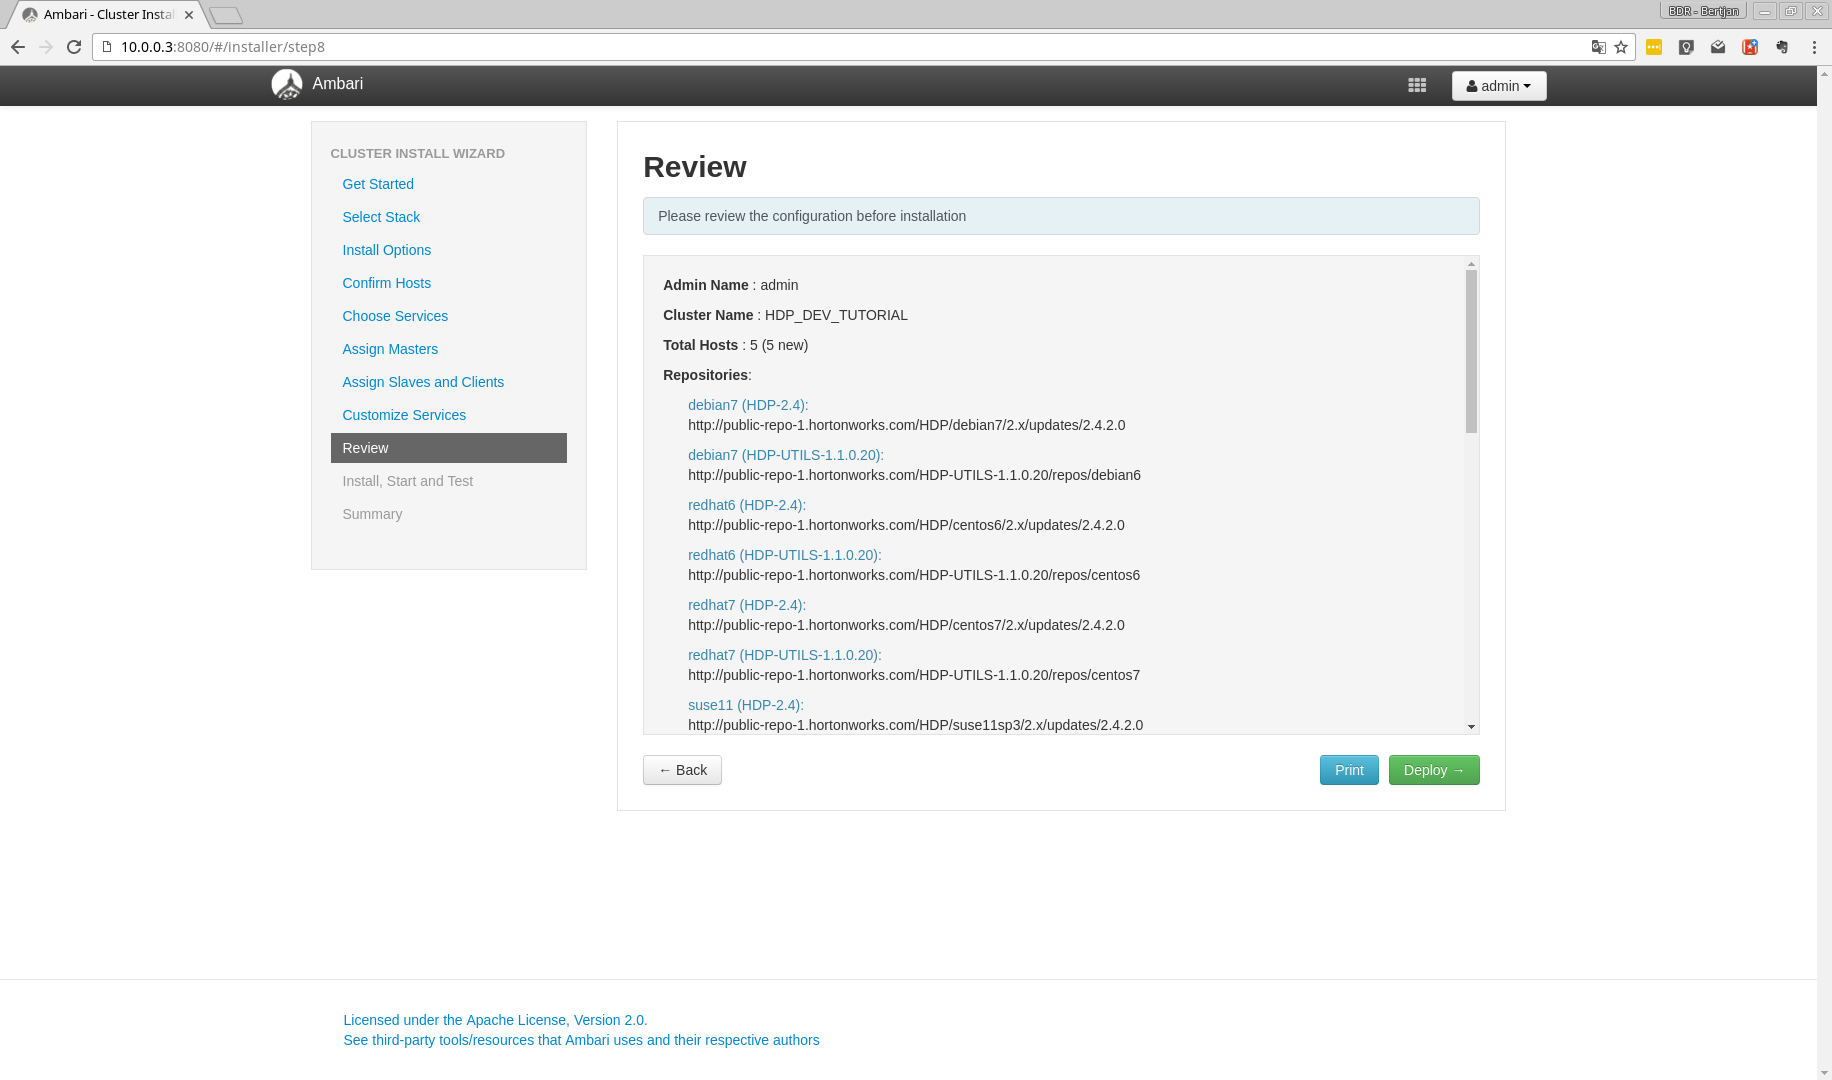 Ambari - Cluster Instal
BDR - Bertjan
10.0.0.3:8080/#/installer/step8
Ambari
admin
CLUSTER INSTALL WIZARD
Get Started
Select Stack
Install Options
Confirm Hosts
Choose Services
Assign Masters
Assign Slaves and Clients
Customize Services
Review
Install, Start and Test
Summary
Review
Please review the configuration before installation
Admin Name : admin
Cluster Name : HDP_DEV_TUTORIAL
Total Hosts : 5 (5 new)
Repositories:
debian7 (HDP-2.4):
http://public-repo-1.hortonworks.com/HDP/debian7/2.x/updates/2.4.2.0
debian7 (HDP-UTILS-1.1.0.20):
http://public-repo-1.hortonworks.com/HDP-UTILS-1.1.0.20/repos/debian6
redhat6 (HDP-2.4):
http://public-repo-1.hortonworks.com/HDP/centos6/2.x/updates/2.4.2.0
redhat6 (HDP-UTILS-1.1.0.20):
http://public-repo-1.hortonworks.com/HDP-UTILS-1.1.0.20/repos/centos6
redhat7 (HDP-2.4):
http://public-repo-1.hortonworks.com/HDP/centos7/2.x/updates/2.4.2.0
redhat7 (HDP-UTILS-1.1.0.20):
http://public-repo-1.hortonworks.com/HDP-UTILS-1.1.0.20/repos/centos7
suse11 (HDP-2.4):
http://public-repo-1.hortonworks.com/HDP/suse11sp3/2.x/updates/2.4.2.0
← Back
Print
Deploy →
Licensed under the Apache License, Version 2.0.
See third-party tools/resources that Ambari uses and their respective authors